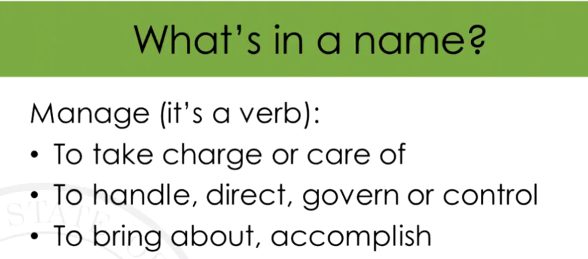 What's in a name?
Manage (it's a verb):
• To take charge or care of
• To handle, direct, govern or control
• To bring about, accomplish
STATE